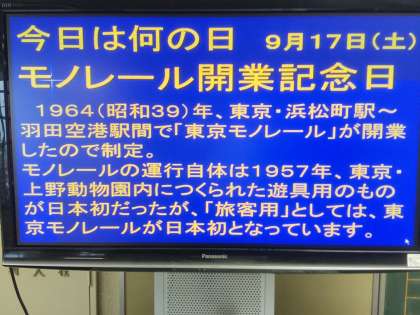 今日は何の日 9月17日(土)
モノレール開業記念日
1964(昭和39)年、東京・浜松町駅～
羽田空港駅間で「東京モノレール」が開業
したので制定。
モノレールの運行自体は1957年、東京・
上野動物園内につくられた遊具用のもの
が日本初だったが、「旅客用」としては、東
京モノレールが日本初となっています。
Panasonic